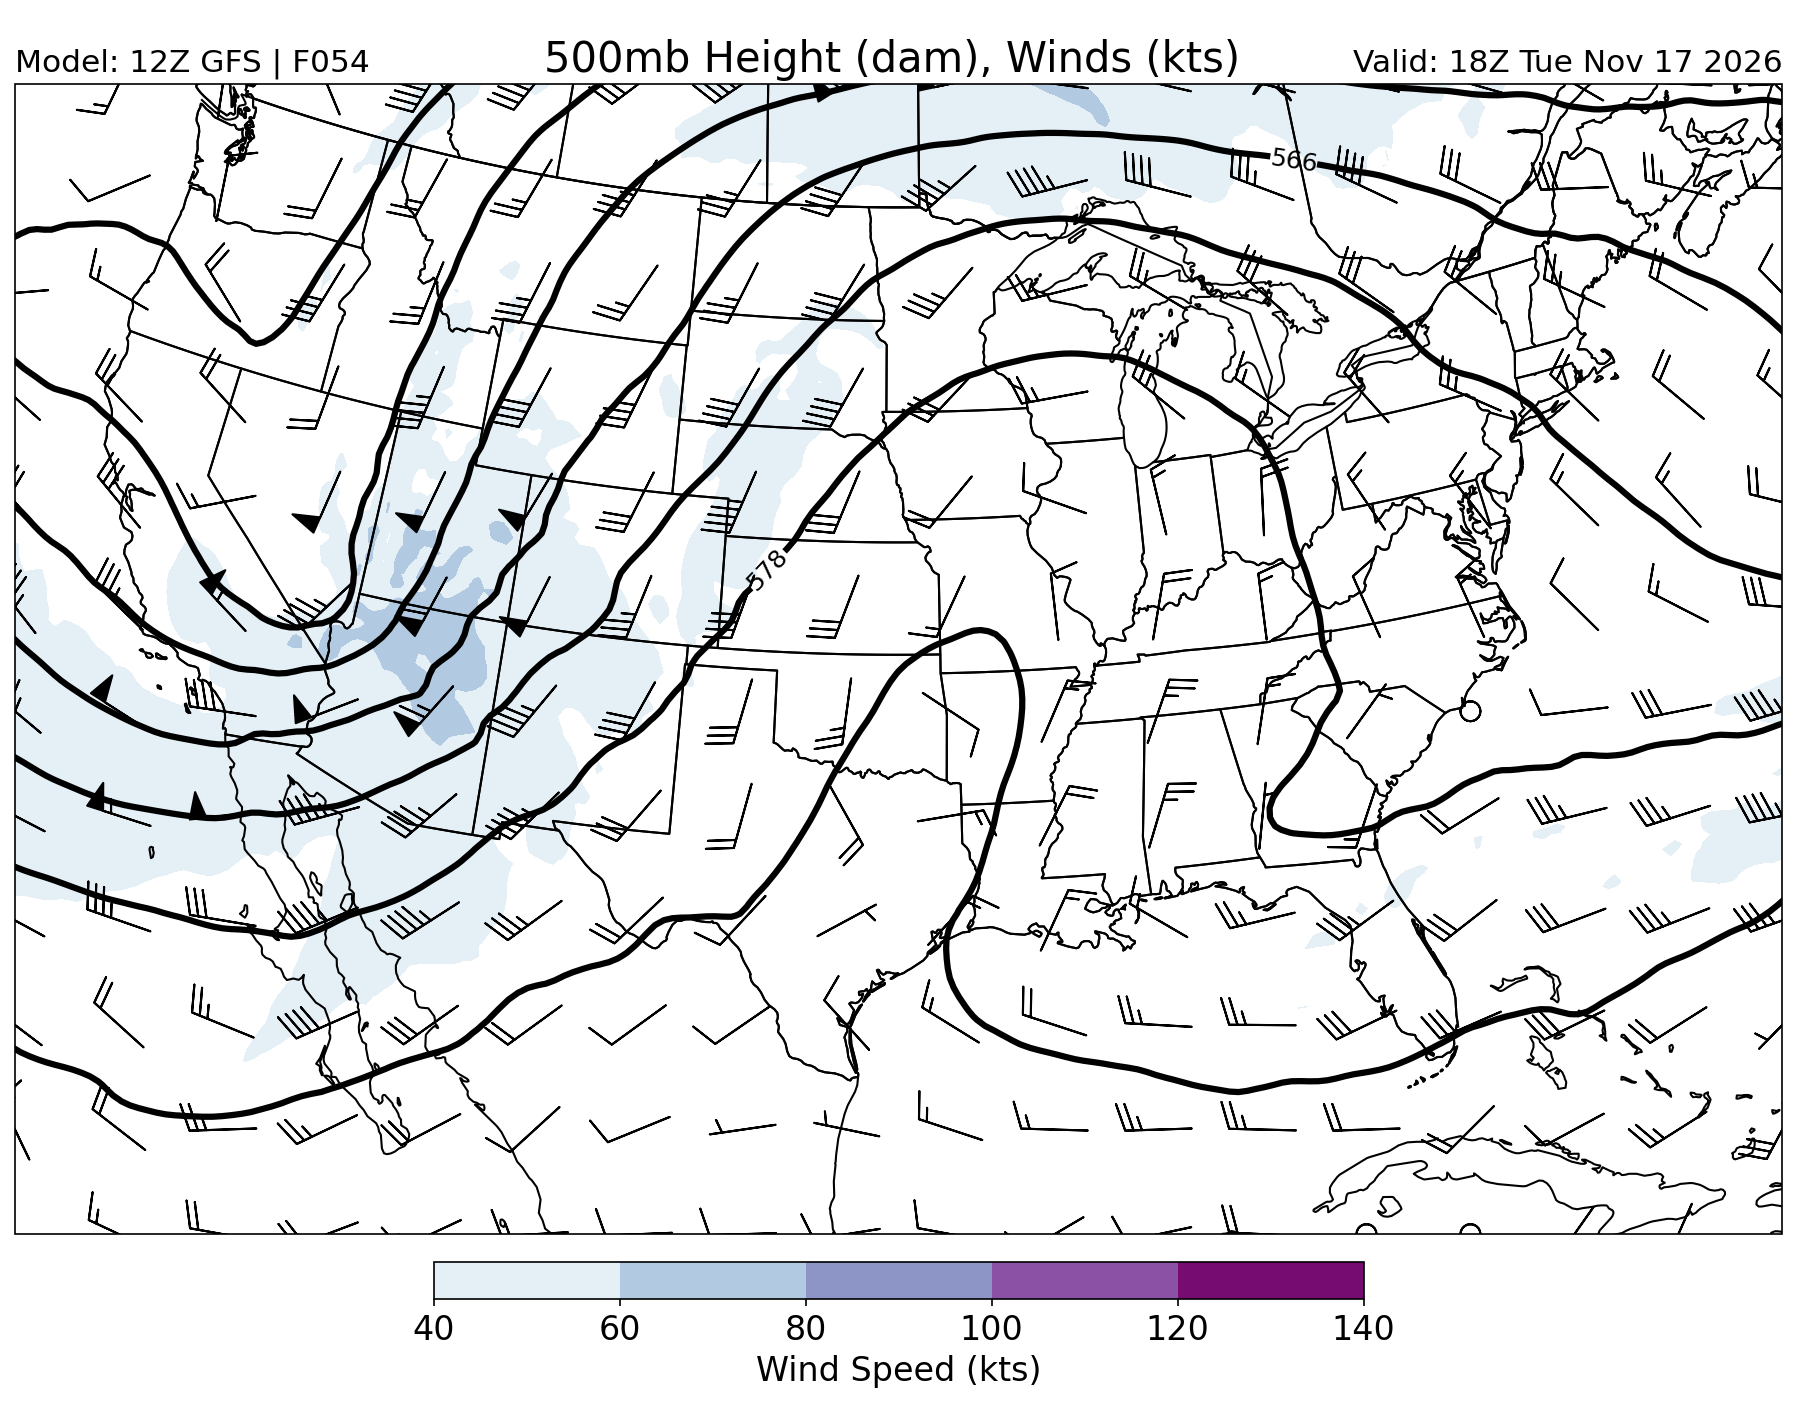 Model: 12Z GFS | F054
500mb Height (dam), Winds (kts)
Valid: 18Z Tue Nov 17 2026
566
578
40 60 80 100 120 140
Wind Speed (kts)